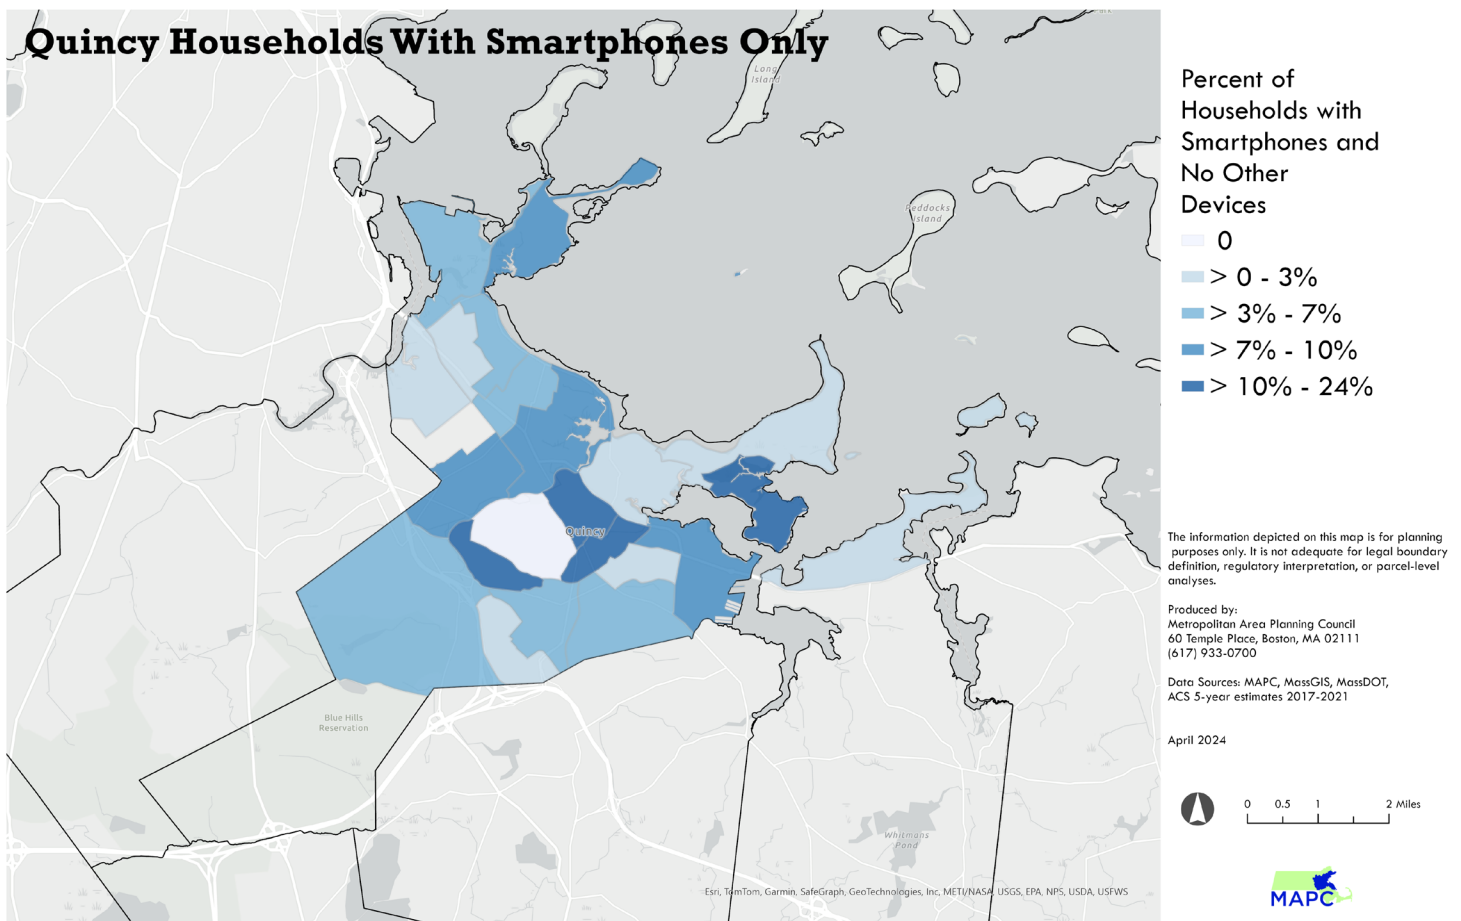 Quincy Households With Smartphones Only
Long
Island
Peddocks
Island
Quincy
Blue Hills
Reservation
Whitmans
Pond
Esri, TomTom, Garmin, SafeGraph, GeoTechnologies, Inc, METI/NASA, USGS, EPA, NPS, USDA, USFWS
Percent of
Households with
Smartphones and
No Other
Devices
0
> 0 - 3%
> 3% - 7%
> 7% - 10%
> 10% - 24%
The information depicted on this map is for planning
purposes only. It is not adequate for legal boundary
definition, regulatory interpretation, or parcel-level
analyses.
Produced by:
Metropolitan Area Planning Council
60 Temple Place, Boston, MA 02111
(617) 933-0700
Data Sources: MAPC, MassGIS, MassDOT,
ACS 5-year estimates 2017-2021
April 2024
0 0.5 1 2 Miles
MAPC